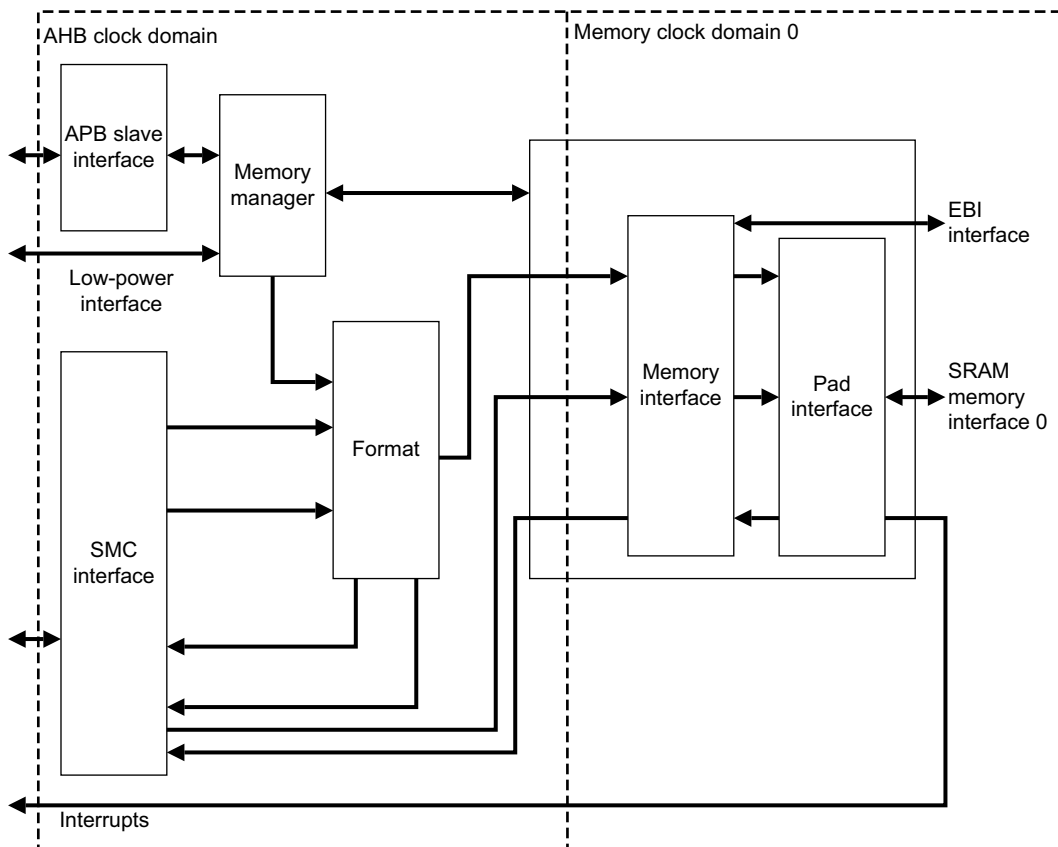 AHB clock domain
Memory clock domain 0
APB slave
interface
Memory
manager
EBI
interface
Low-power
interface
Memory
interface
Pad
interface
SRAM
memory
interface 0
Format
SMC
interface
Interrupts